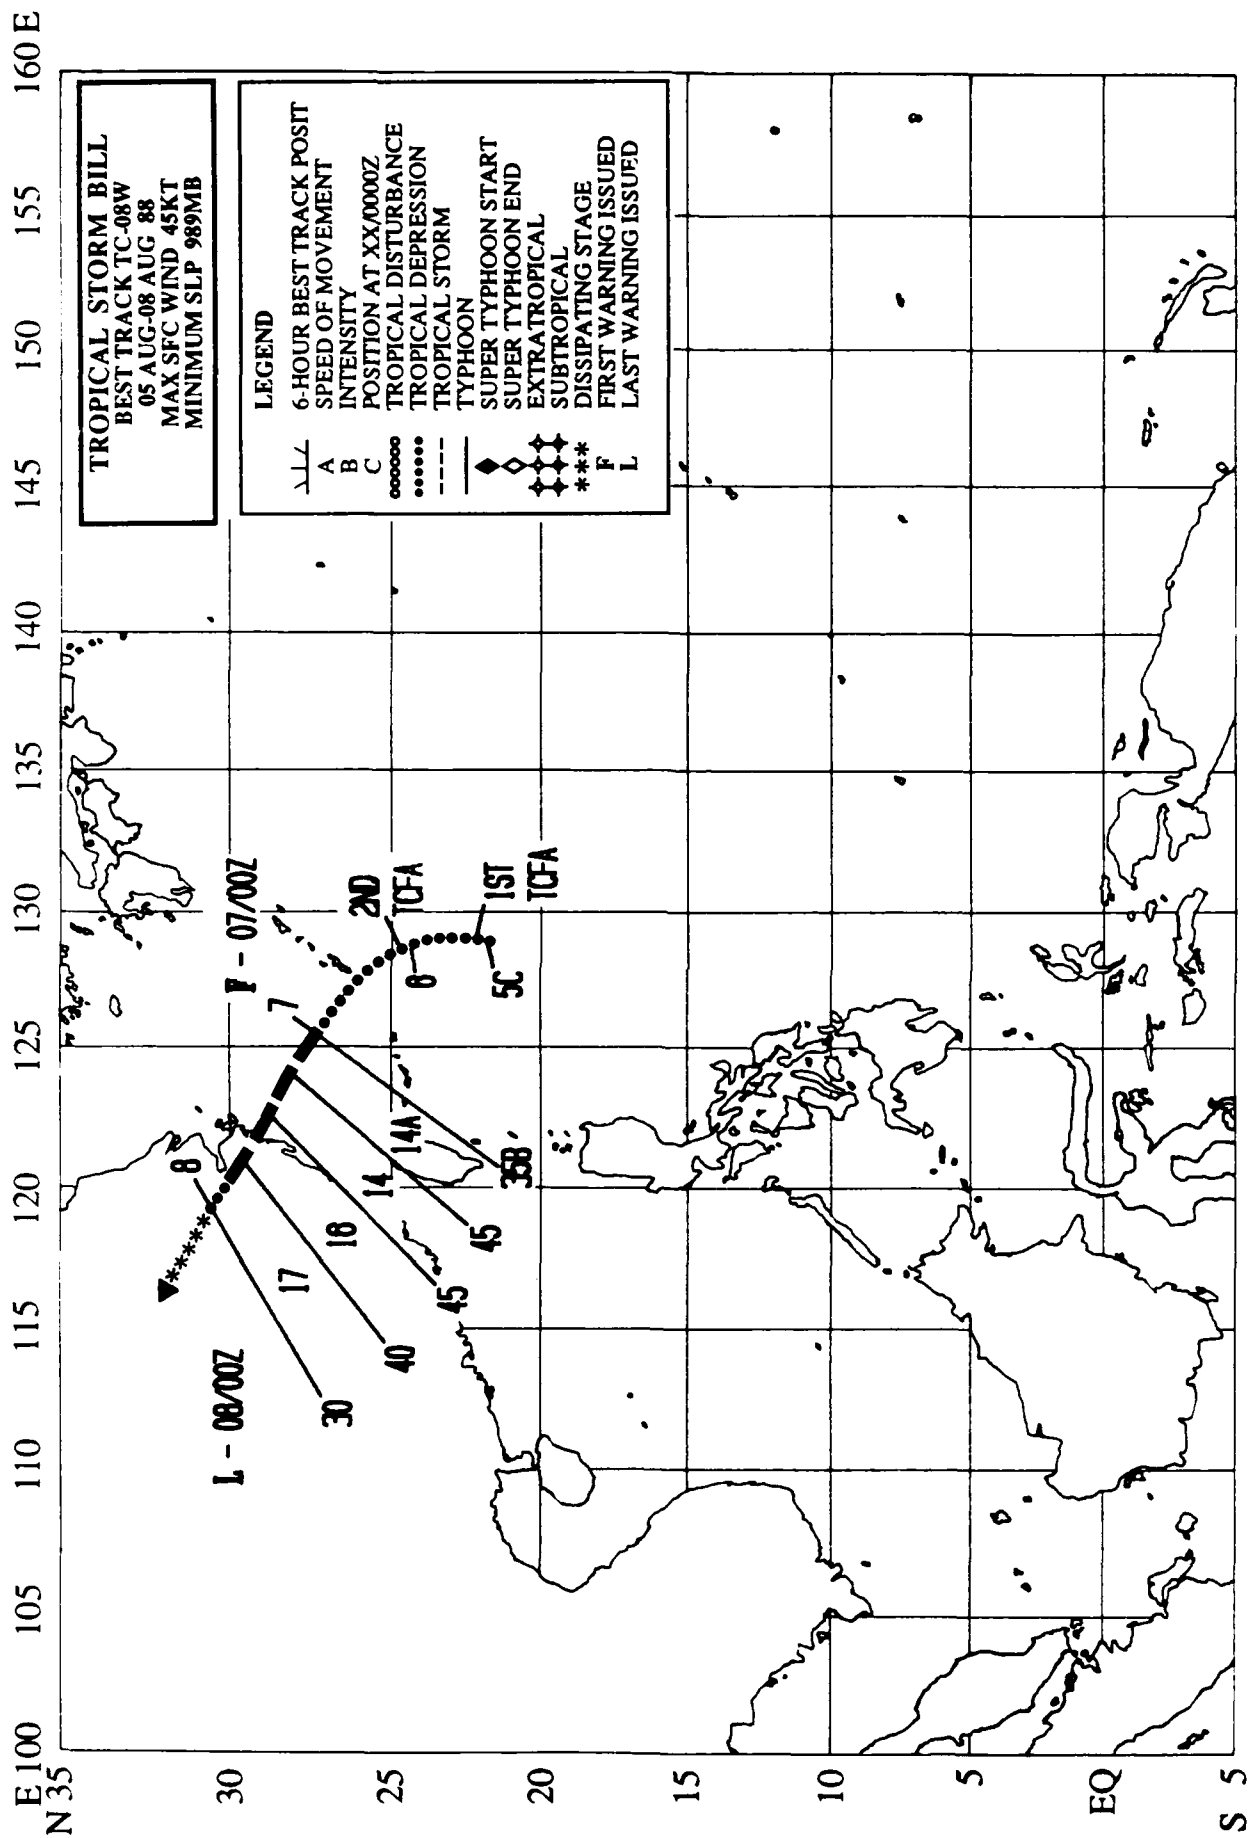 TROPICAL STORM BILL
BEST TRACK TC-08W
05 AUG-08 AUG 88
MAX SFC WIND 45KT
MINIMUM SLP 989MB
LEGEND
6-HOUR BEST TRACK POSIT
A SPEED OF MOVEMENT
B INTENSITY
C POSITION AT XX/0000Z
TROPICAL DISTURBANCE
TROPICAL DEPRESSION
TROPICAL STORM
TYPHOON
SUPER TYPHOON START
SUPER TYPHOON END
EXTRATROPICAL
SUBTROPICAL
*** DISSIPATING STAGE
F FIRST WARNING ISSUED
L LAST WARNING ISSUED
E 100 105 110 115 120 125 130 135 140 145 150 155 160 E
N 35
30
25
20
15
10
5
EQ
S 5
L - 08/00Z
F - 07/00Z
8
7
2ND
TCFA
6
1ST
TCFA
5C
17
16
14
14A
30
40
45
45
35B